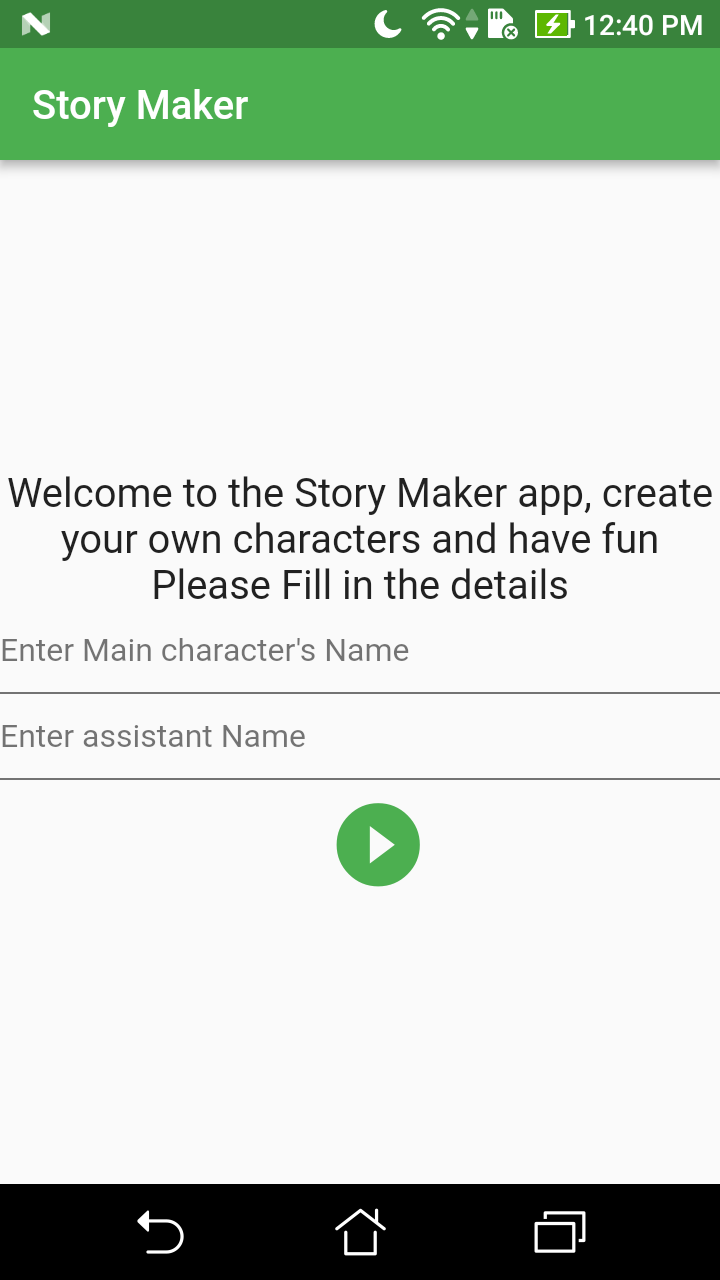 12:40 PM
Story Maker
Welcome to the Story Maker app, create
your own characters and have fun
Please Fill in the details
Enter Main character's Name
Enter assistant Name